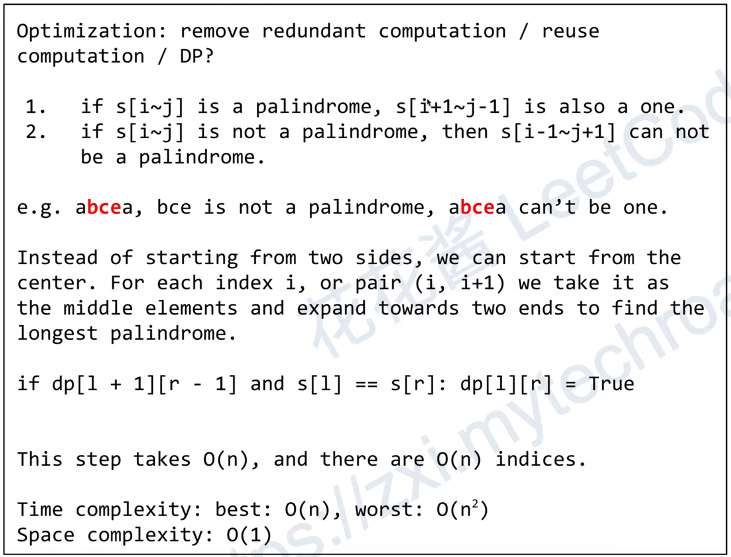 Optimization: remove redundant computation / reuse
computation / DP?
1. if s[i~j] is a palindrome, s[i+1~j-1] is also a one.
2. if s[i~j] is not a palindrome, then s[i-1~j+1] can not
be a palindrome.
e.g. abcea, bce is not a palindrome, abcea can't be one.
Instead of starting from two sides, we can start from the
center. For each index i, or pair (i, i+1) we take it as
the middle elements and expand towards two ends to find the
longest palindrome.
if dp[l + 1][r - 1] and s[l] == s[r]: dp[l][r] = True
This step takes O(n), and there are O(n) indices.
Time complexity: best: O(n), worst: O(n²)
Space complexity: O(1)
花花酱 LeetCod
tps://zxi.mytechroa